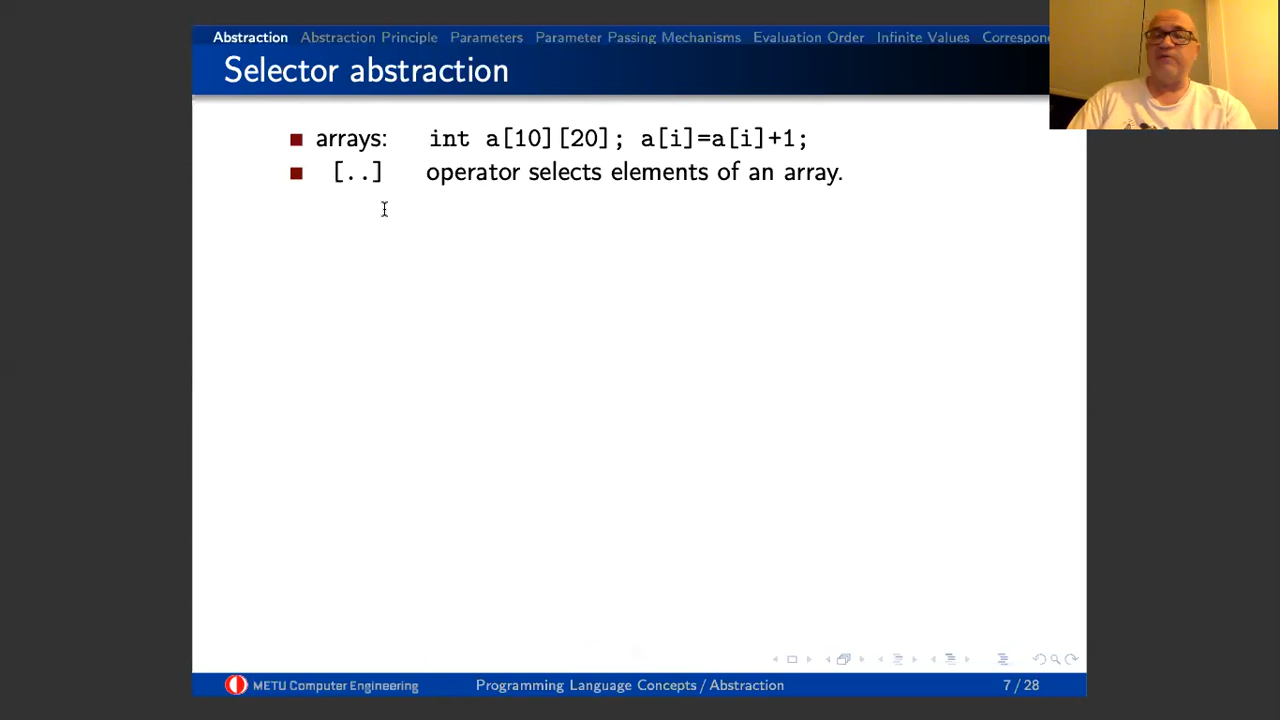 Abstraction Abstraction Principle Parameters Parameter Passing Mechanisms Evaluation Order Infinite Values Correspon
Selector abstraction
arrays: int a[10][20]; a[i]=a[i]+1;
[..] operator selects elements of an array.
METU Computer Engineering Programming Language Concepts / Abstraction 7 / 28